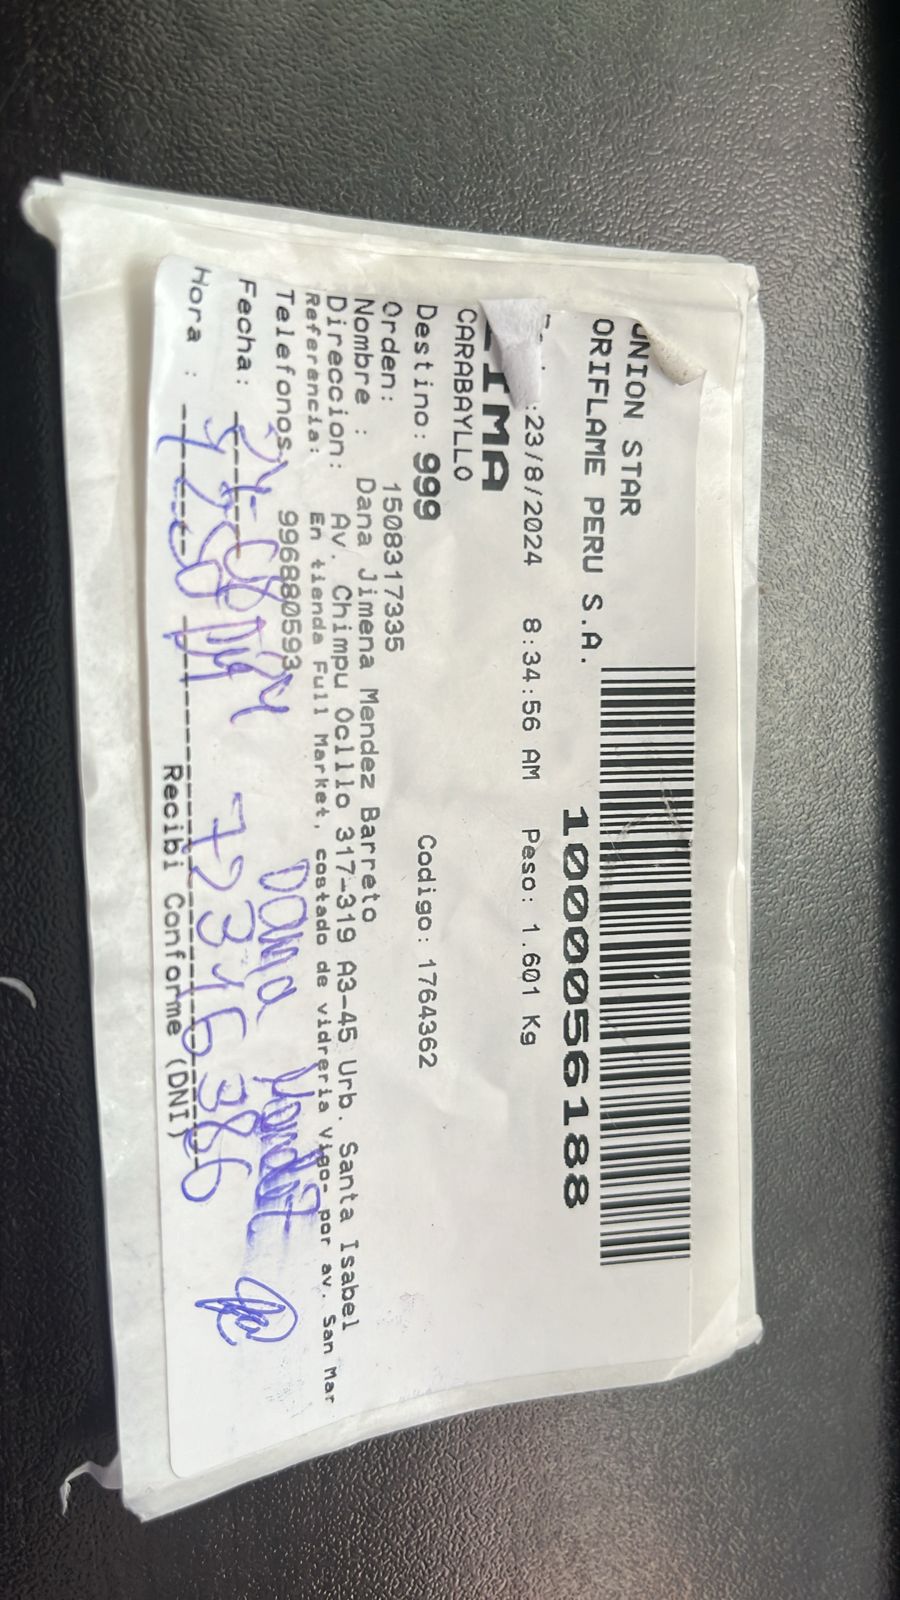 UNION STAR
ORIFLAME PERU S.A.
1000056188
:23/8/2024 8:34:56 AM Peso: 1.601 Kg
LIMA
CARABAYLLO
Destino: 999 Codigo: 1764362
Orden: 1508317335
Nombre : Dana Jimena Mendez Barreto
Direccion: Av. Chimpu Ocllo 317-319 A3-45 Urb. Santa Isabel
Referencia: En tienda Full Market, costado de vidreria Vigo- por av. San Mar
Telefonos: 996880593
Dana
Fecha:
72316386
Hora :
Recibi Conforme (DNI)